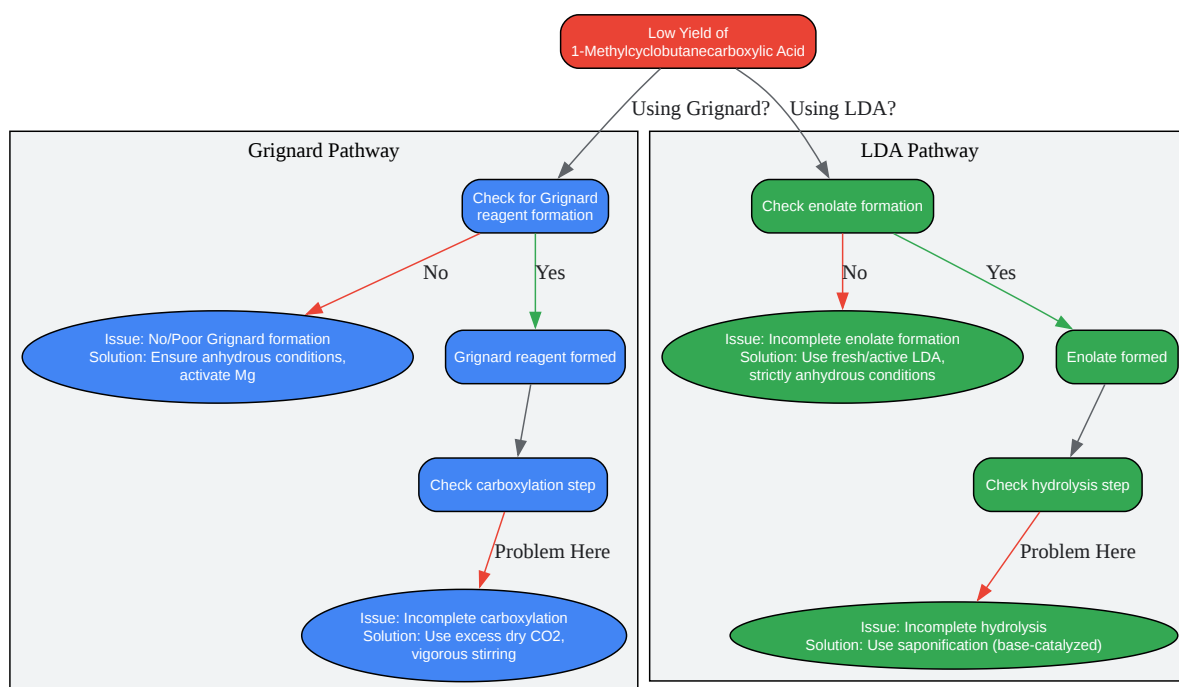 Low Yield of
1-Methylcyclobutanecarboxylic Acid
Using Grignard?
Using LDA?
Grignard Pathway
Check for Grignard
reagent formation
No
Yes
Issue: No/Poor Grignard formation
Solution: Ensure anhydrous conditions,
activate Mg
Grignard reagent formed
Check carboxylation step
Problem Here
Issue: Incomplete carboxylation
Solution: Use excess dry CO2,
vigorous stirring
LDA Pathway
Check enolate formation
No
Yes
Issue: Incomplete enolate formation
Solution: Use fresh/active LDA,
strictly anhydrous conditions
Enolate formed
Check hydrolysis step
Problem Here
Issue: Incomplete hydrolysis
Solution: Use saponification (base-catalyzed)